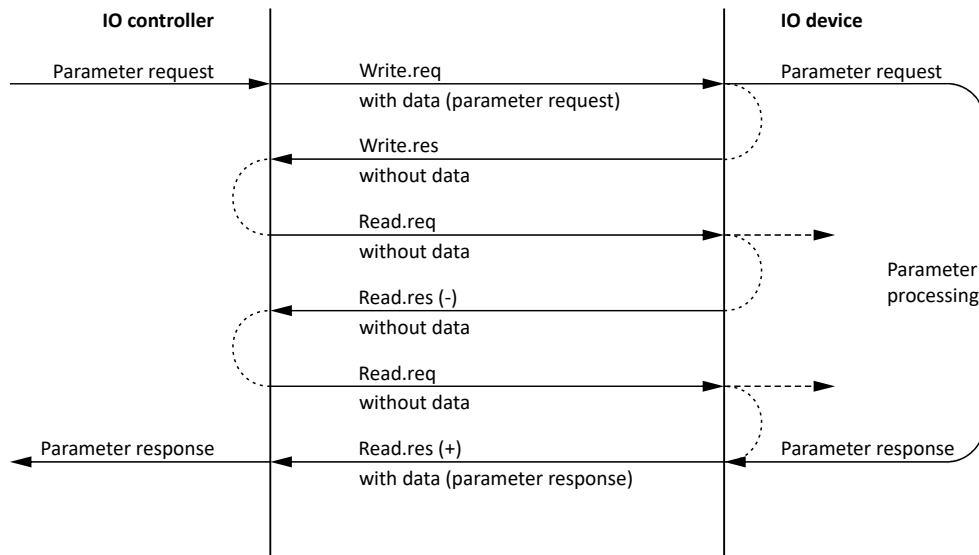 IO controller
IO device
Parameter request
Write.req
Parameter request
with data (parameter request)
Write.res
without data
Read.req
without data
Parameter
processing
Read.res (-)
without data
Read.req
without data
Parameter response
Read.res (+)
Parameter response
with data (parameter response)